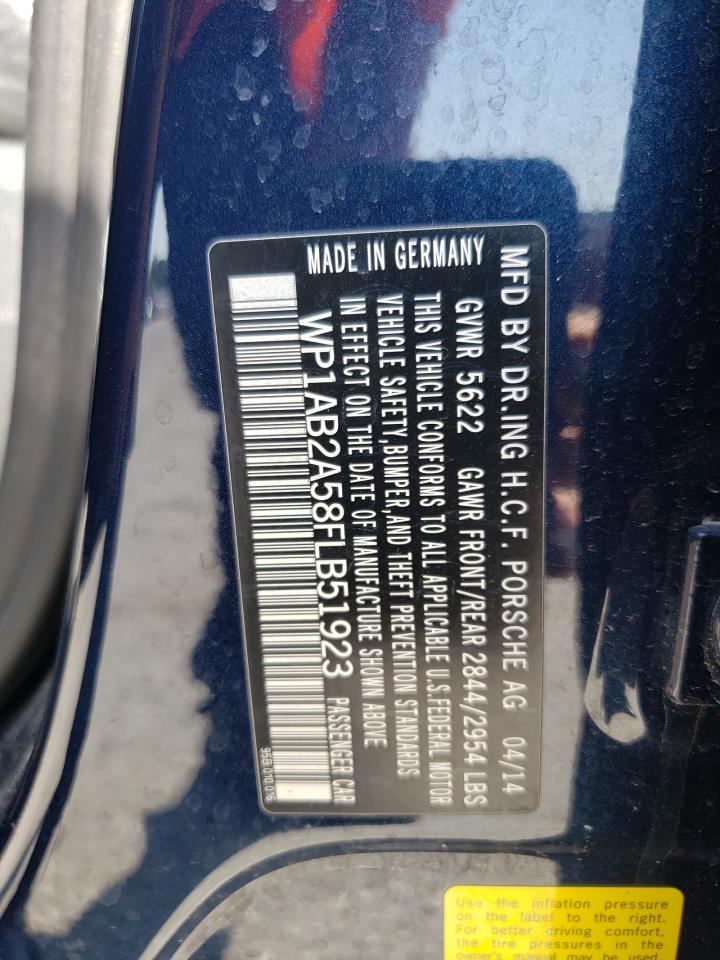 MFD BY DR.ING H.C.F. PORSCHE AG 04/14
GVWR 5622 GAWR FRONT/REAR 2844/2954 LBS
THIS VEHICLE CONFORMS TO ALL APPLICABLE U.S.FEDERAL MOTOR
VEHICLE SAFETY,BUMPER,AND THEFT PREVENTION STANDARDS
IN EFFECT ON THE DATE OF MANUFACTURE SHOWN ABOVE
WP1AB2A58FLB51923 PASSENGER CAR
MADE IN GERMANY
95B 010 016
Use the inflation pressure
on the label to the right.
For better driving comfort,
the tire pressures in the
owner's manual may be used.